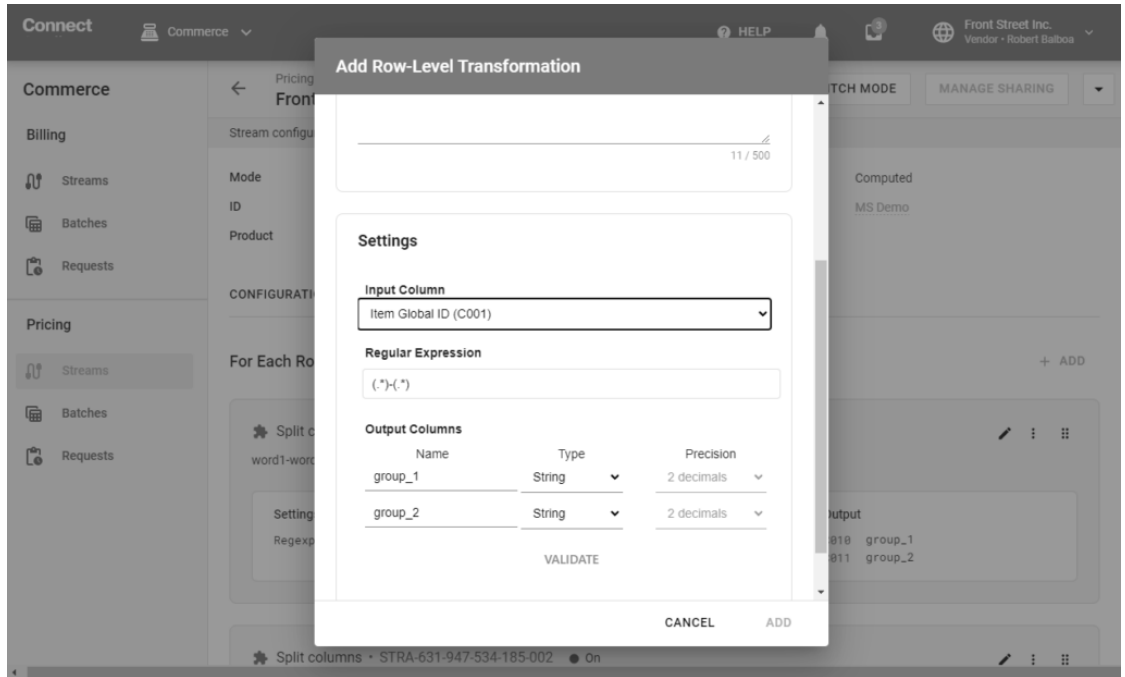 Connect
Commerce
HELP
3
Front Street Inc.
Vendor • Robert Balboa
Commerce
Billing
Streams
Batches
Requests
Pricing
Streams
Batches
Requests
Pricing
Front
TCH MODE
MANAGE SHARING
Stream configu
Mode
ID
Product
Computed
MS Demo
CONFIGURATI
For Each Ro
+ ADD
Split c
word1-word
Setting
Regexp
Output
C010 group_1
C011 group_2
Split columns • STRA-631-947-534-185-002 ● On
Add Row-Level Transformation
11 / 500
Settings
Input Column
Item Global ID (C001)
Regular Expression
(.*)-(.*)
Output Columns
Name Type Precision
group_1 String 2 decimals
group_2 String 2 decimals
VALIDATE
CANCEL ADD